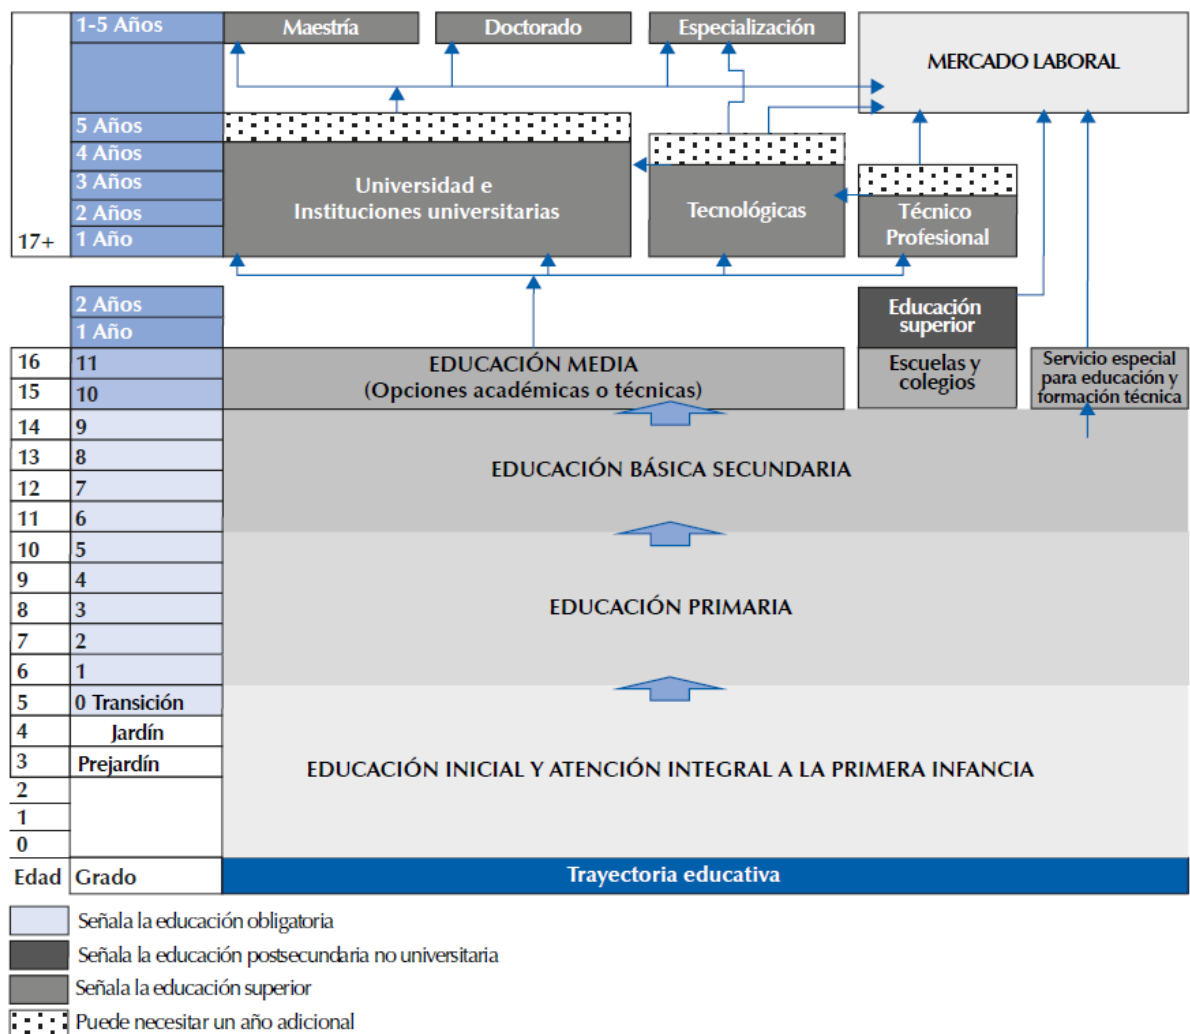 1-5 Años
Maestría
Doctorado
Especialización
MERCADO LABORAL
5 Años
4 Años
3 Años
2 Años
17+
1 Año
Universidad e
Instituciones universitarias
Tecnológicas
Técnico
Profesional
2 Años
1 Año
Educación
superior
16
11
15
10
EDUCACIÓN MEDIA
(Opciones académicas o técnicas)
Escuelas y
colegios
Servicio especial
para educación y
formación técnica
14
9
13
8
12
7
11
6
EDUCACIÓN BÁSICA SECUNDARIA
10
5
9
4
8
3
7
2
6
1
EDUCACIÓN PRIMARIA
5
0 Transición
4
Jardín
3
Prejardín
2
1
0
EDUCACIÓN INICIAL Y ATENCIÓN INTEGRAL A LA PRIMERA INFANCIA
Edad
Grado
Trayectoria educativa
Señala la educación obligatoria
Señala la educación postsecundaria no universitaria
Señala la educación superior
Puede necesitar un año adicional